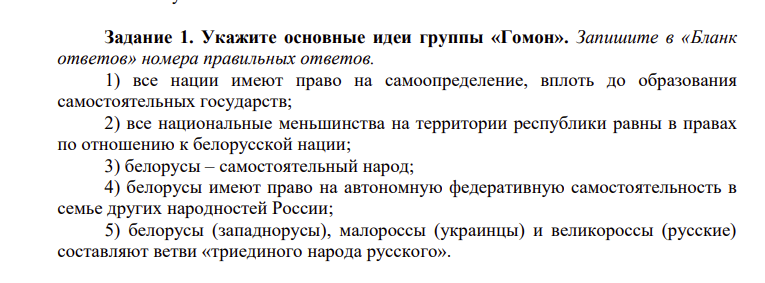 Задание 1. Укажите основные идеи группы «Гомон». Запишите в «Бланк
ответов» номера правильных ответов.
1) все нации имеют право на самоопределение, вплоть до образования
самостоятельных государств;
2) все национальные меньшинства на территории республики равны в правах
по отношению к белорусской нации;
3) белорусы – самостоятельный народ;
4) белорусы имеют право на автономную федеративную самостоятельность в
семье других народностей России;
5) белорусы (западнорусы), малороссы (украинцы) и великороссы (русские)
составляют ветви «триединого народа русского».